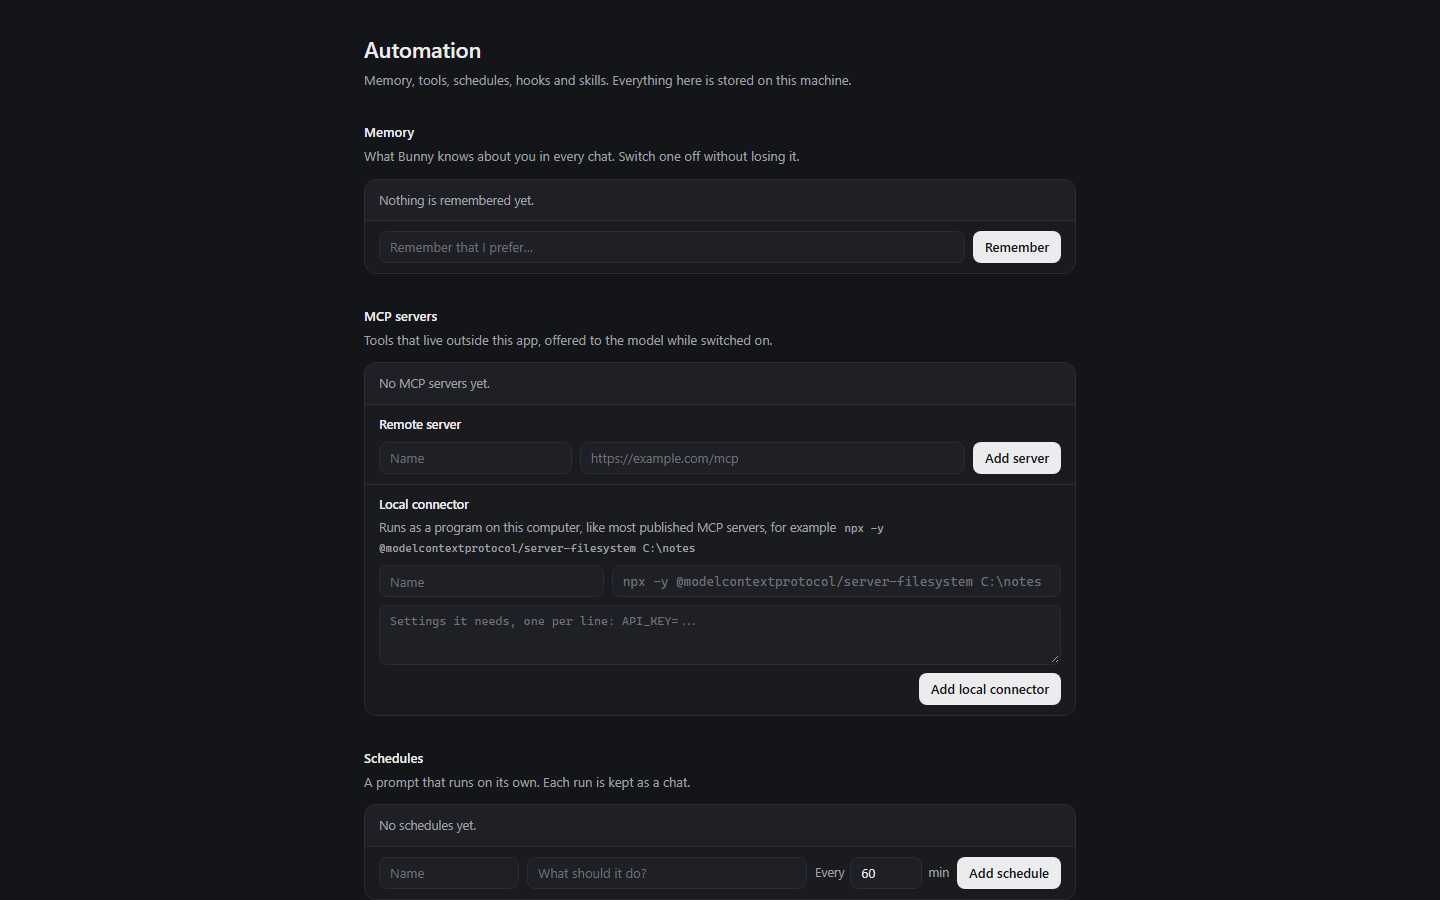 Automation
Memory, tools, schedules, hooks and skills. Everything here is stored on this machine.
Memory
What Bunny knows about you in every chat. Switch one off without losing it.
Nothing is remembered yet.
Remember that I prefer...
Remember
MCP servers
Tools that live outside this app, offered to the model while switched on.
No MCP servers yet.
Remote server
Name
https://example.com/mcp
Add server
Local connector
Runs as a program on this computer, like most published MCP servers, for example npx -y
@modelcontextprotocol/server-filesystem C:\notes
Name
npx -y @modelcontextprotocol/server-filesystem C:\notes
Settings it needs, one per line: API_KEY=...
Add local connector
Schedules
A prompt that runs on its own. Each run is kept as a chat.
No schedules yet.
Name
What should it do?
Every
60
min
Add schedule